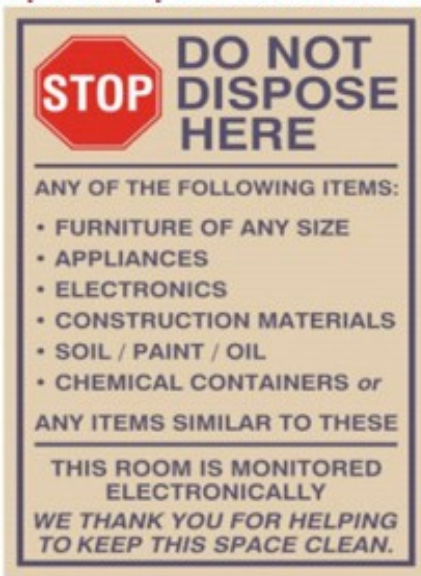 STOP
DO NOT
DISPOSE
HERE
ANY OF THE FOLLOWING ITEMS:
• FURNITURE OF ANY SIZE
• APPLIANCES
• ELECTRONICS
• CONSTRUCTION MATERIALS
• SOIL / PAINT / OIL
• CHEMICAL CONTAINERS or
ANY ITEMS SIMILAR TO THESE
THIS ROOM IS MONITORED
ELECTRONICALLY
WE THANK YOU FOR HELPING
TO KEEP THIS SPACE CLEAN.